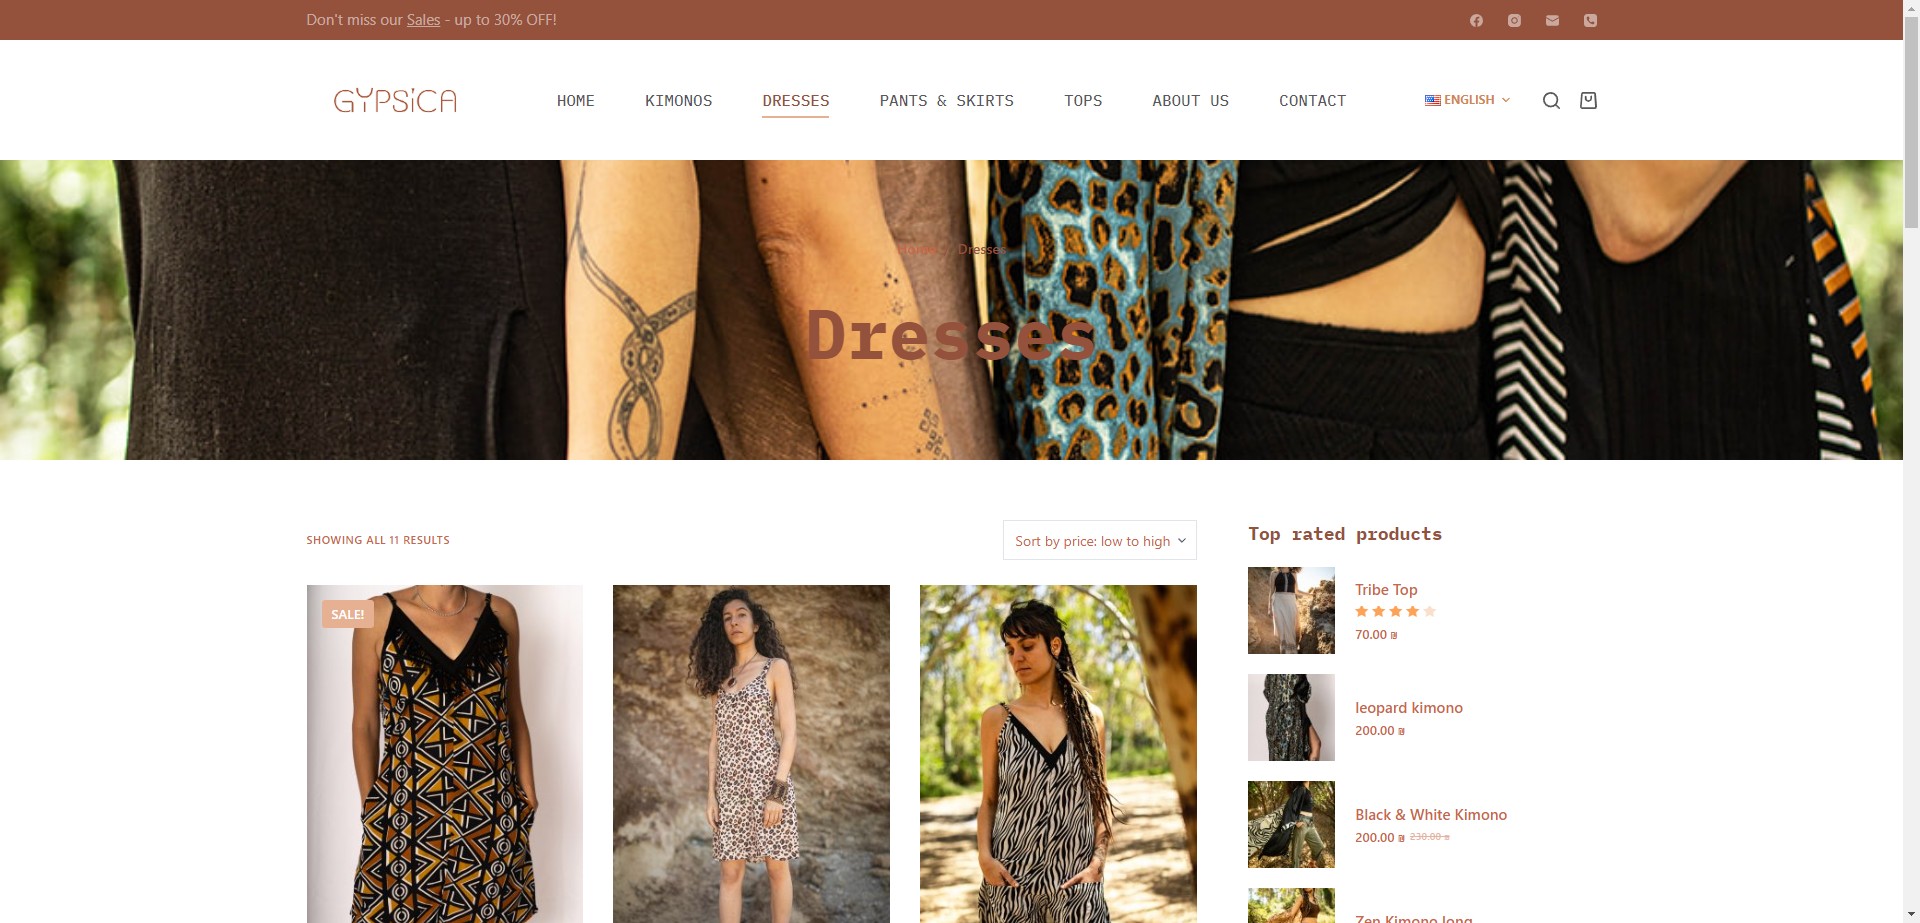 Don't miss our Sales - up to 30% OFF!
GYPSICA
HOME
KIMONOS
DRESSES
PANTS & SKIRTS
TOPS
ABOUT US
CONTACT
ENGLISH
Dresses
Dresses
SHOWING ALL 11 RESULTS
Sort by price: low to high
SALE!
Top rated products
Tribe Top
70.00 ₪
leopard kimono
200.00 ₪
Black & White Kimono
200.00 ₪ 230.00 ₪
Zen Kimono long